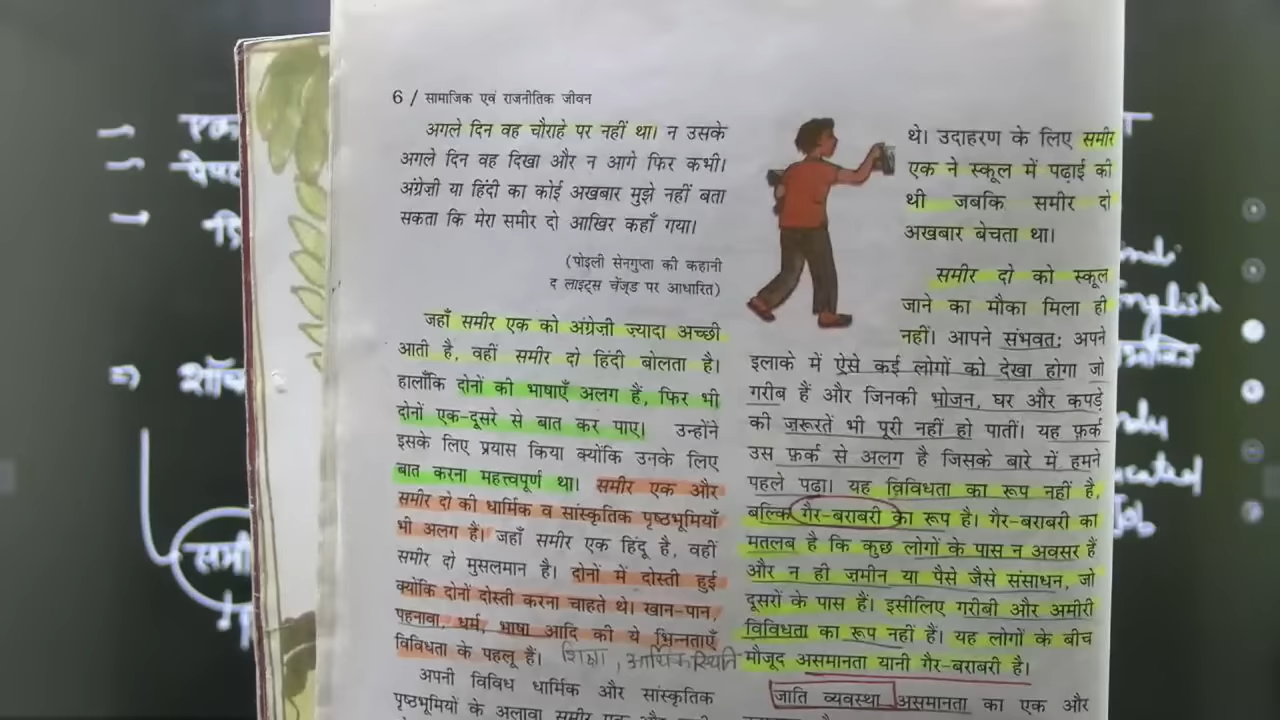 6 / सामाजिक एवं राजनीतिक जीवन
अगले दिन वह चौराहे पर नहीं था। न उसके
अगले दिन वह दिखा और न आगे फिर कभी।
अंग्रेज़ी या हिंदी का कोई अखबार मुझे नहीं बता
सकता कि मेरा समीर दो आखिर कहाँ गया।
(पोइली सेनगुप्ता की कहानी
द लाइट्स चेंज्ड पर आधारित)
जहाँ समीर एक को अंग्रेज़ी ज़्यादा अच्छी
आती है, वहीं समीर दो हिंदी बोलता है।
हालाँकि दोनों की भाषाएँ अलग हैं, फिर भी
दोनों एक-दूसरे से बात कर पाए। उन्होंने
इसके लिए प्रयास किया क्योंकि उनके लिए
बात करना महत्त्वपूर्ण था। समीर एक और
समीर दो की धार्मिक व सांस्कृतिक पृष्ठभूमियाँ
भी अलग हैं। जहाँ समीर एक हिंदू है, वहीं
समीर दो मुसलमान है। दोनों में दोस्ती हुई
क्योंकि दोनों दोस्ती करना चाहते थे। खान-पान,
पहनावा, धर्म, भाषा आदि की ये भिन्नताएँ
विविधता के पहलू हैं। शिक्षा, आर्थिक स्थिति
अपनी विविध धार्मिक और सांस्कृतिक
पृष्ठभूमियों के अलावा समीर एक और
थे। उदाहरण के लिए समीर
एक ने स्कूल में पढ़ाई की
थी जबकि समीर दो
अखबार बेचता था।
समीर दो को स्कूल
जाने का मौका मिला ही
नहीं। आपने संभवतः अपने
इलाके में ऐसे कई लोगों को देखा होगा जो
गरीब हैं और जिनकी भोजन, घर और कपड़े
की ज़रूरतें भी पूरी नहीं हो पातीं। यह फ़र्क
उस फ़र्क से अलग है जिसके बारे में हमने
पहले पढ़ा। यह विविधता का रूप नहीं है,
बल्कि गैर-बराबरी का रूप है। गैर-बराबरी का
मतलब है कि कुछ लोगों के पास न अवसर हैं
और न ही ज़मीन या पैसे जैसे संसाधन, जो
दूसरों के पास हैं। इसीलिए गरीबी और अमीरी
विविधता का रूप नहीं हैं। यह लोगों के बीच
मौजूद असमानता यानी गैर-बराबरी है।
जाति व्यवस्था असमानता का एक और